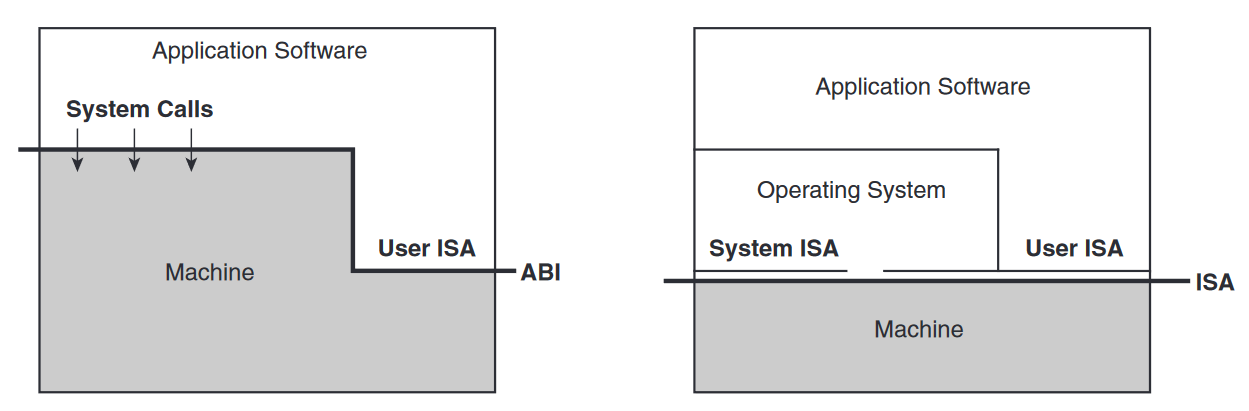 Application Software
System Calls
User ISA
Machine
ABI
Application Software
Operating System
System ISA
User ISA
ISA
Machine